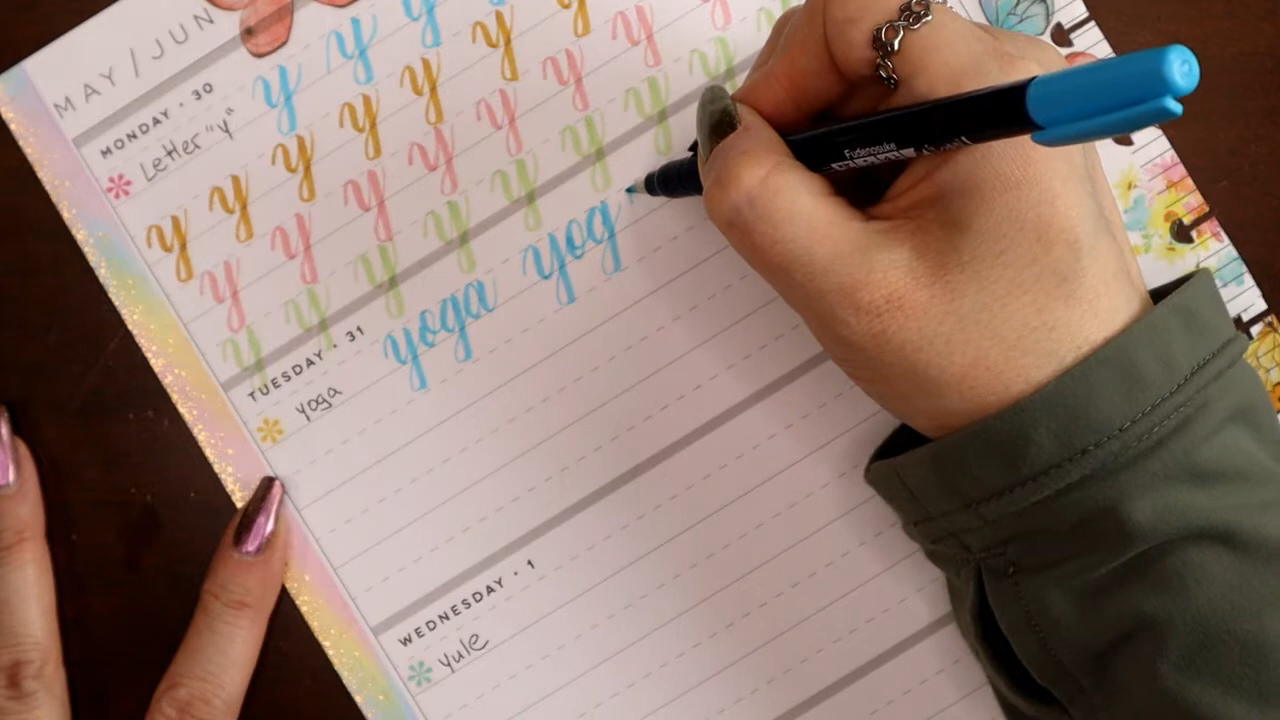 MAY / JUN
MONDAY · 30
Letter "y"
y y y
y y y y y y y
y y y y y y y y
y y y y y y y y y
TUESDAY · 31
yoga
yoga yog
WEDNESDAY · 1
yule
Fudenosuke